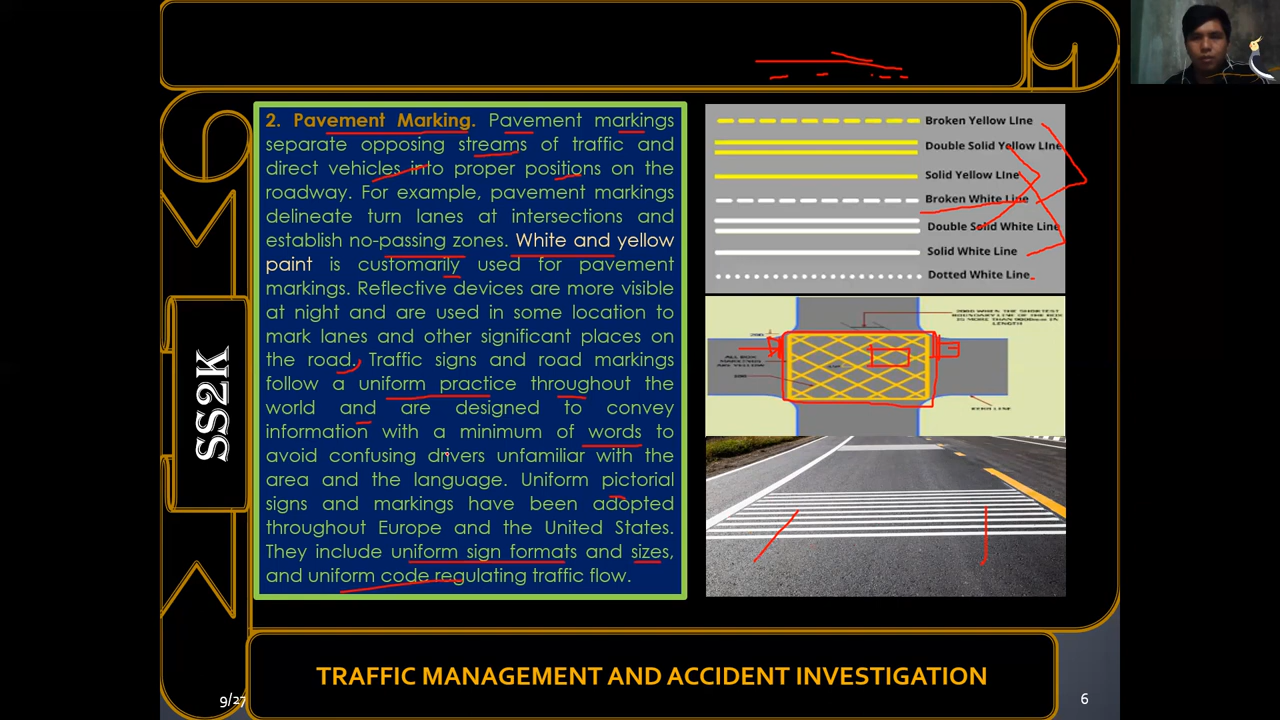 2. Pavement Marking. Pavement markings
separate opposing streams of traffic and
direct vehicles into proper positions on the
roadway. For example, pavement markings
delineate turn lanes at intersections and
establish no-passing zones. White and yellow
paint is customarily used for pavement
markings. Reflective devices are more visible
at night and are used in some location to
mark lanes and other significant places on
the road. Traffic signs and road markings
follow a uniform practice throughout the
world and are designed to convey
information with a minimum of words to
avoid confusing drivers unfamiliar with the
area and the language. Uniform pictorial
signs and markings have been adopted
throughout Europe and the United States.
They include uniform sign formats and sizes,
and uniform code regulating traffic flow.
Broken Yellow LIne
Double Solid Yellow LIne
Solid Yellow LIne
Broken White Line
Double Solid White Line
Solid White Line
Dotted White Line
ALL BOX
MARKINGS
ARE YELLOW
SS2K
TRAFFIC MANAGEMENT AND ACCIDENT INVESTIGATION
9/27
6